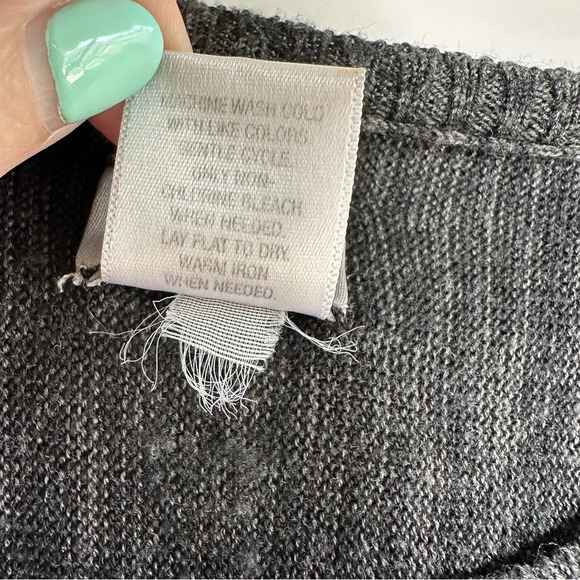 MACHINE WASH COLD
WITH LIKE COLORS.
GENTLE CYCLE.
ONLY NON-
CHLORINE BLEACH
WHEN NEEDED.
LAY FLAT TO DRY.
WARM IRON
WHEN NEEDED.